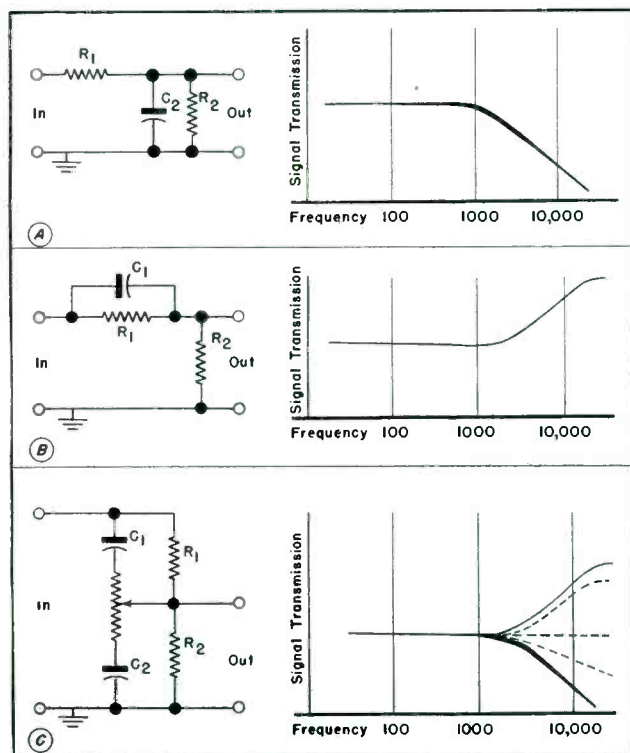 R1
C2
R2
In
Out
A
Signal Transmission
Frequency 100 1000 10,000
C1
R1
R2
In
Out
B
Signal Transmission
Frequency 100 1000 10,000
C1
R1
In
C2
R2
Out
C
Signal Transmission
Frequency 100 1000 10,000